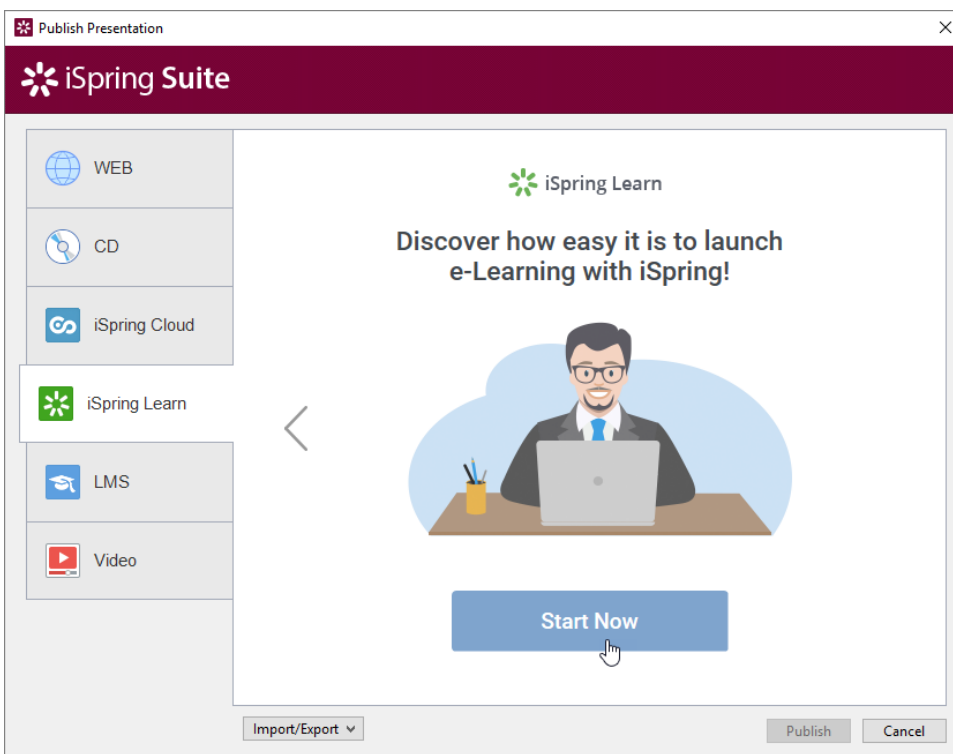 Publish Presentation
iSpring Suite
WEB
CD
iSpring Cloud
iSpring Learn
LMS
Video
iSpring Learn
Discover how easy it is to launch
e-Learning with iSpring!
Start Now
Import/Export
Publish
Cancel